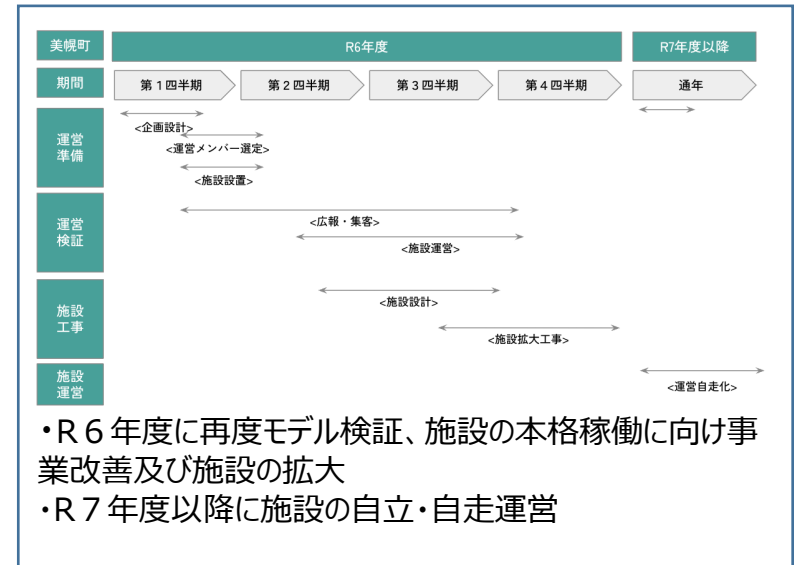 美幌町
R6年度
R7年度以降
期間
第１四半期
第２四半期
第３四半期
第４四半期
通年
運営
準備
<企画設計>
<運営メンバー選定>
<施設設置>
運営
検証
<広報・集客>
<施設運営>
施設
工事
<施設設計>
<施設拡大工事>
施設
運営
<運営自走化>
・R６年度に再度モデル検証、施設の本格稼働に向け事
業改善及び施設の拡大
・R７年度以降に施設の自立・自走運営